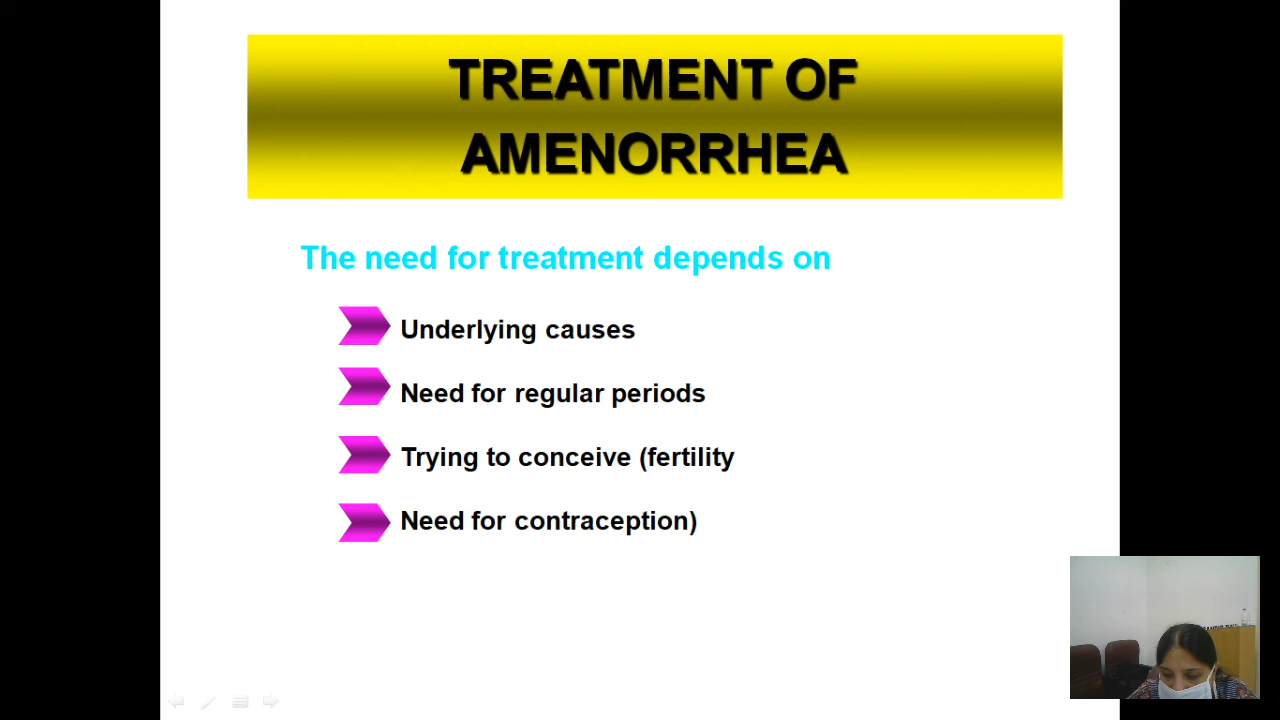 TREATMENT OF
AMENORRHEA
The need for treatment depends on
Underlying causes
Need for regular periods
Trying to conceive (fertility
Need for contraception)